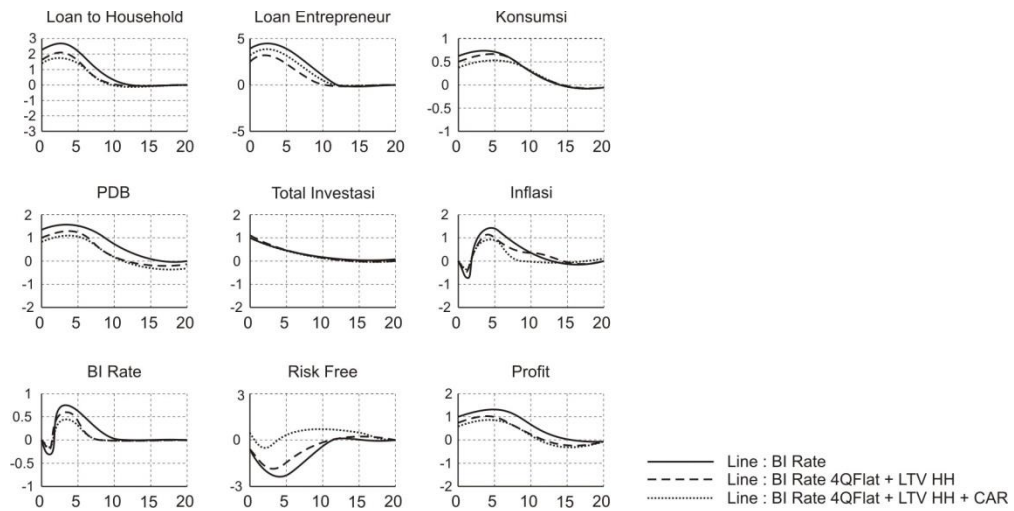 Loan to Household
3
2
1
0
-1
-2
-3
0 5 10 15 20
Loan Entrepreneur
5
0
-5
0 5 10 15 20
Konsumsi
1
0.5
0
-0.5
-1
0 5 10 15 20
PDB
2
1
0
-1
-2
0 5 10 15 20
Total Investasi
2
1
0
-1
-2
0 5 10 15 20
Inflasi
2
1
0
-1
-2
0 5 10 15 20
BI Rate
1
0.5
0
-0.5
-1
0 5 10 15 20
Risk Free
3
0
-3
0 5 10 15 20
Profit
2
1
0
-1
-2
0 5 10 15 20
Line : BI Rate
Line : BI Rate 4QFlat + LTV HH
Line : BI Rate 4QFlat + LTV HH + CAR